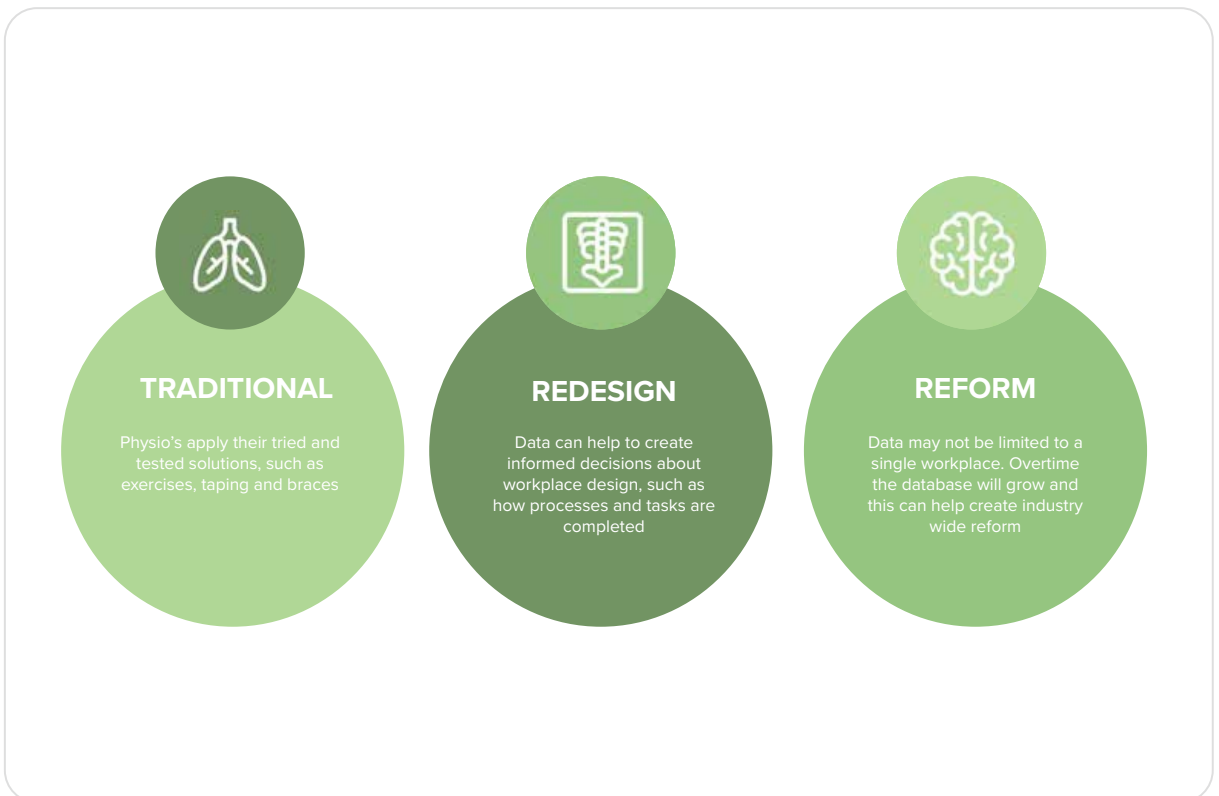 TRADITIONAL
Physio's apply their tried and
tested solutions, such as
exercises, taping and braces
REDESIGN
Data can help to create
informed decisions about
workplace design, such as
how processes and tasks are
completed
REFORM
Data may not be limited to a
single workplace. Overtime
the database will grow and
this can help create industry
wide reform